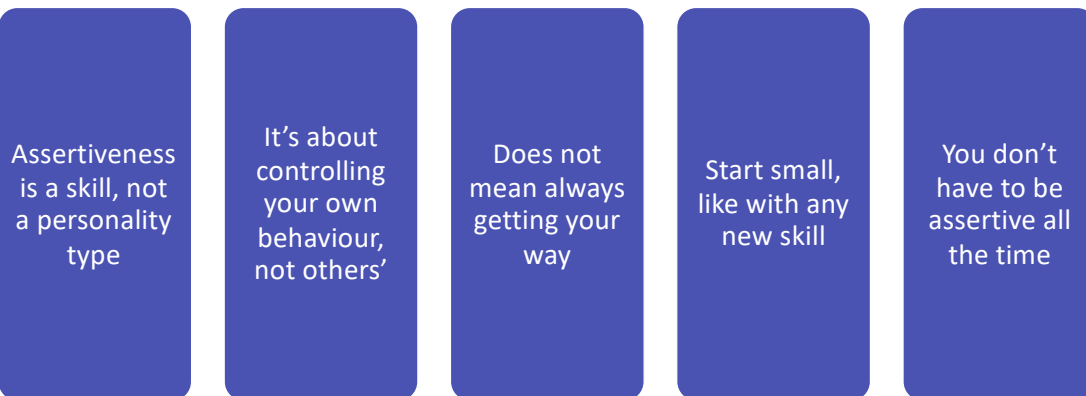 Assertiveness
is a skill, not
a personality
type
It’s about
controlling
your own
behaviour,
not others’
Does not
mean always
getting your
way
Start small,
like with any
new skill
You don’t
have to be
assertive all
the time